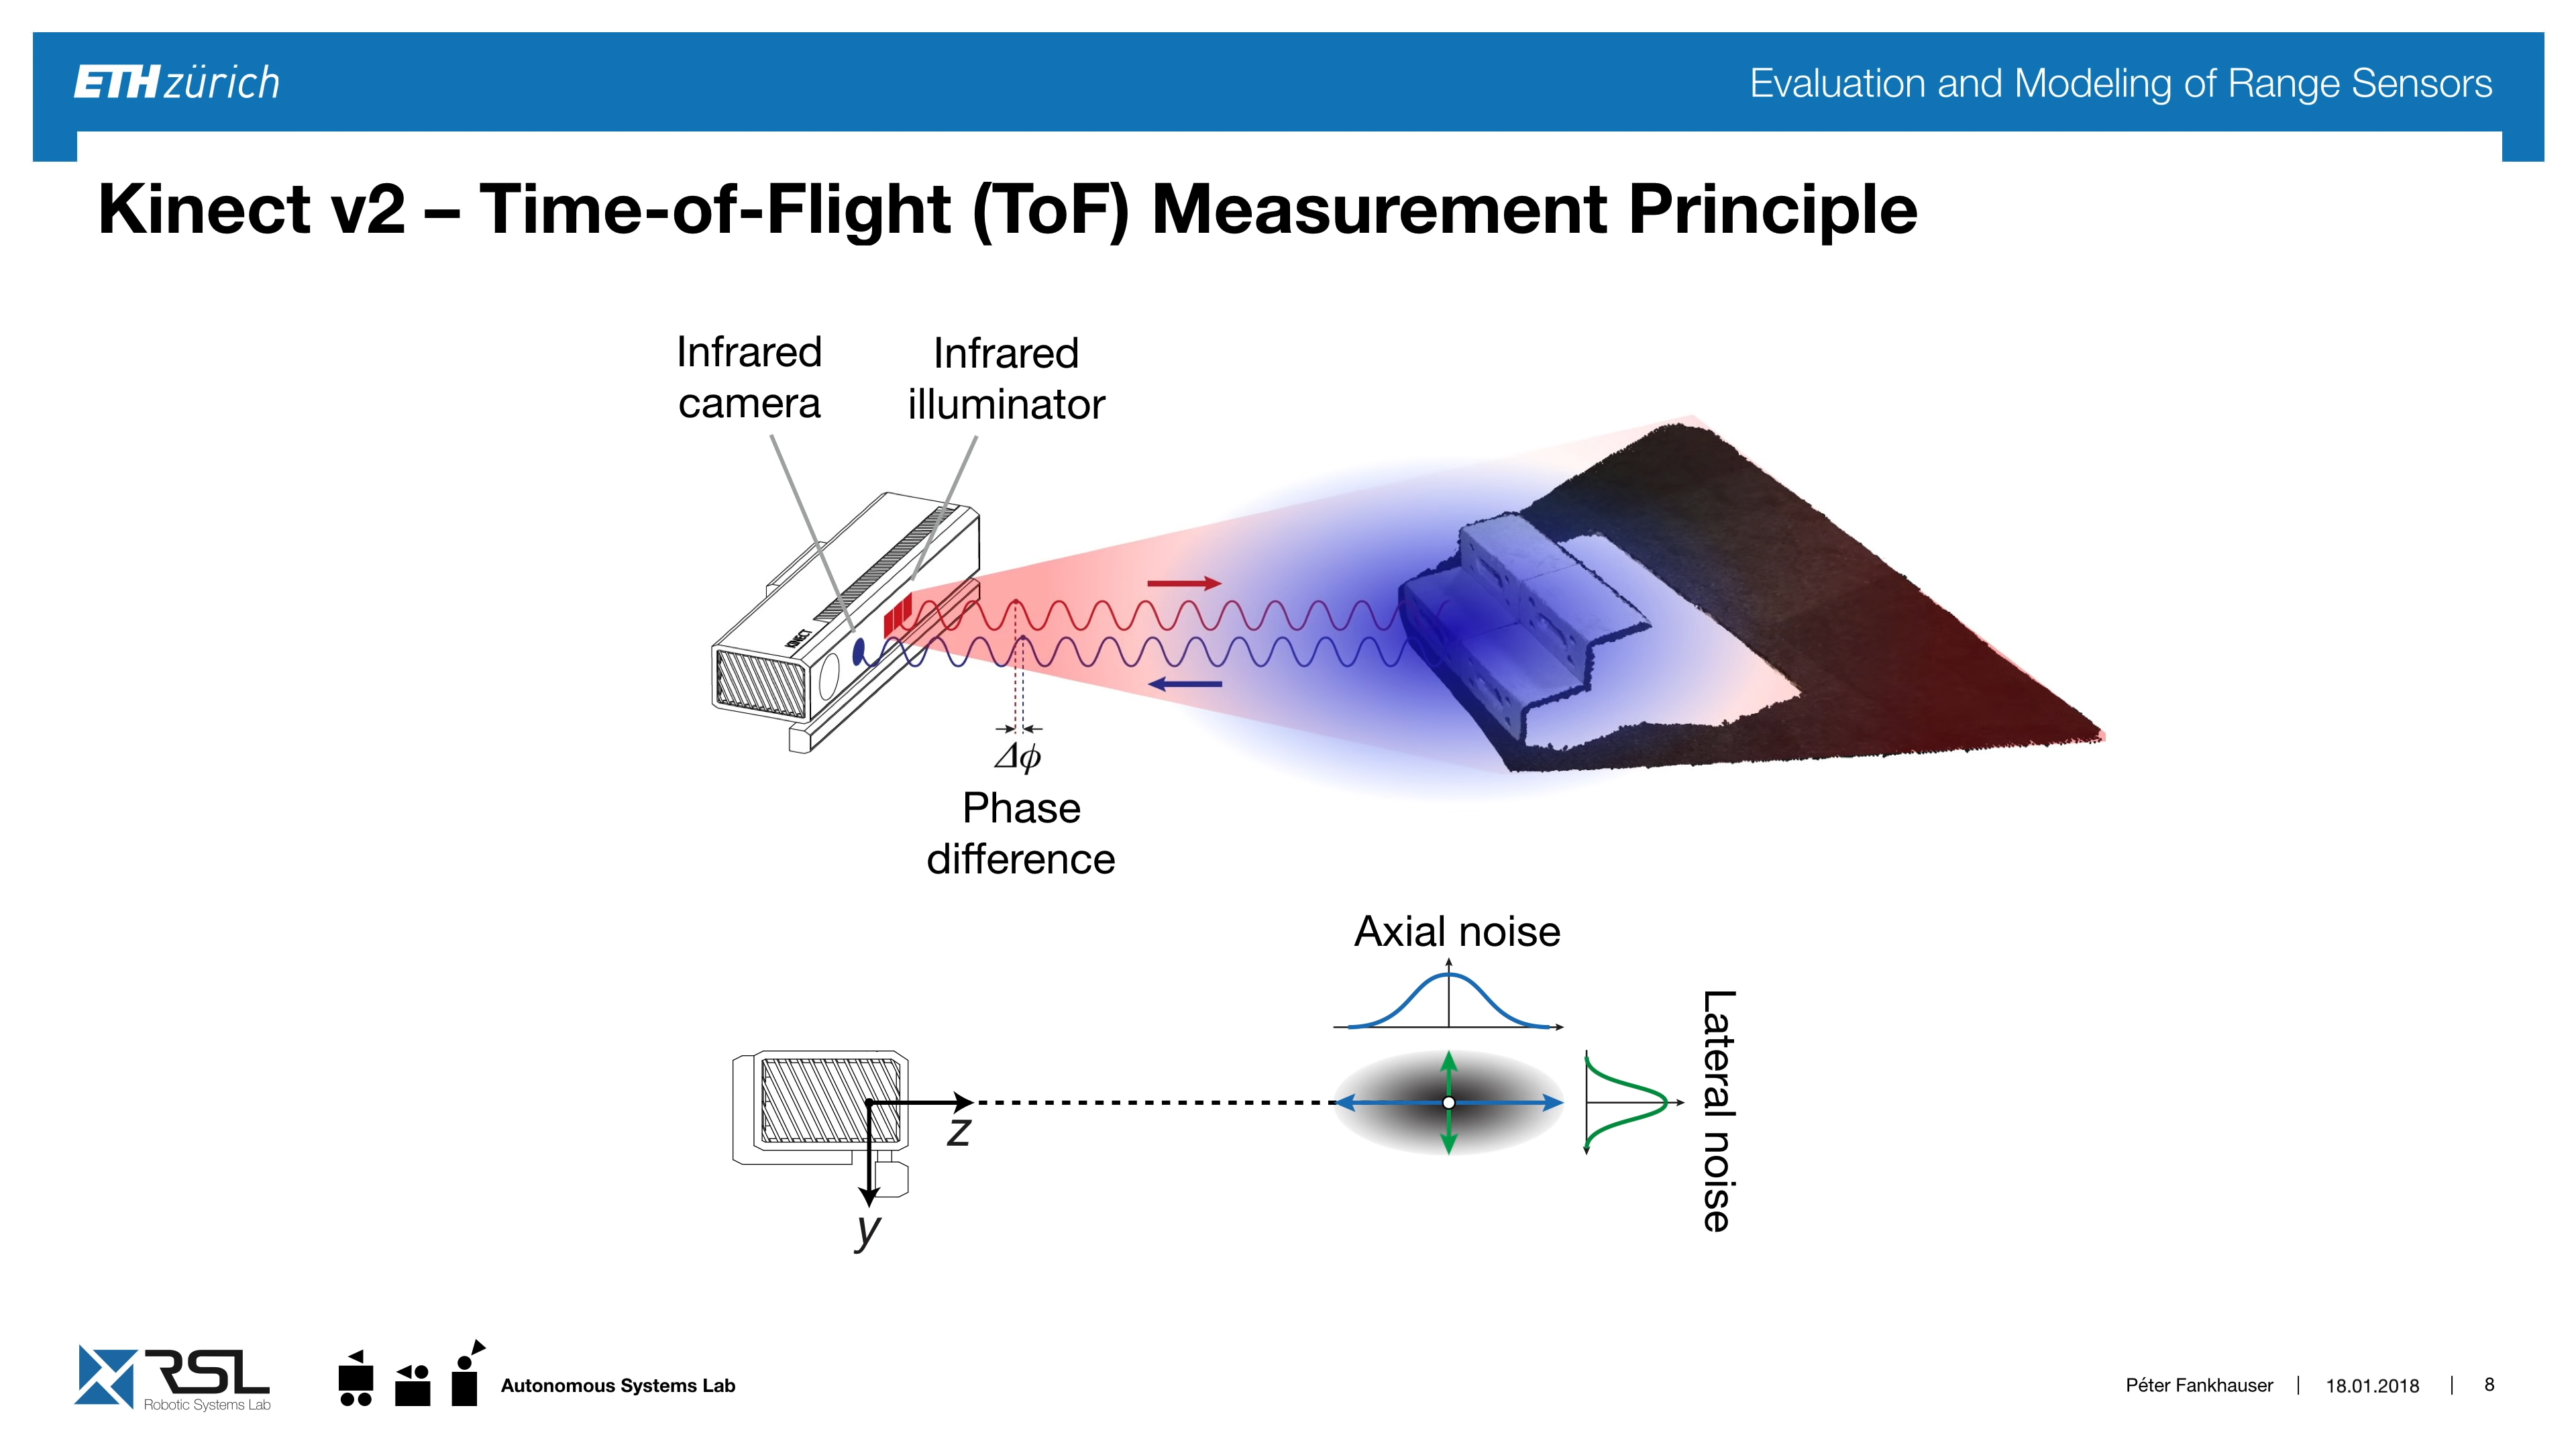 ETH zürich
Evaluation and Modeling of Range Sensors
Kinect v2 – Time-of-Flight (ToF) Measurement Principle
Infrared
camera
Infrared
illuminator
KINECT
Δϕ
Phase
difference
Axial noise
Lateral noise
z
y
RSL
Robotic Systems Lab
Autonomous Systems Lab
Péter Fankhauser | 18.01.2018 | 8